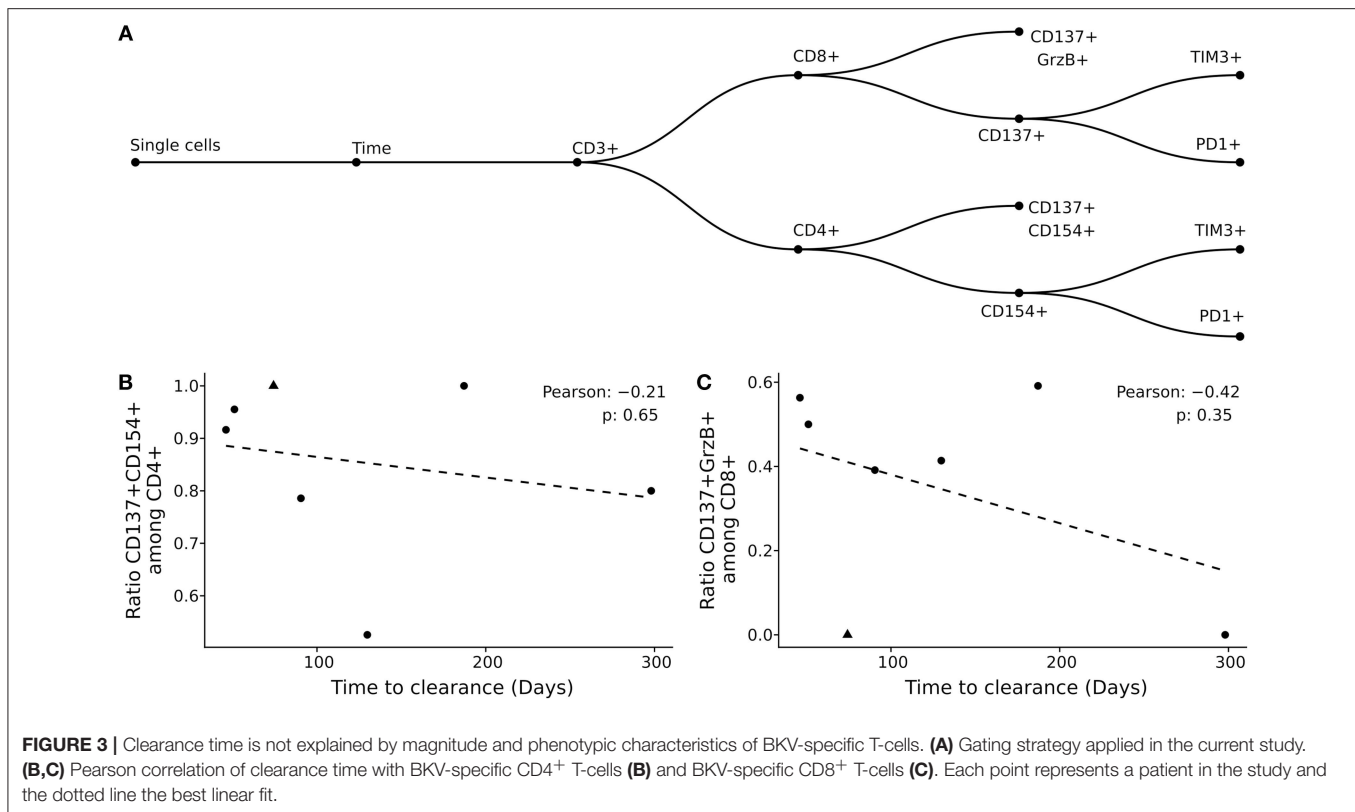 A
Single cells
Time
CD3+
CD8+
CD137+
GrzB+
CD137+
TIM3+
PD1+
CD4+
CD137+
CD154+
CD154+
TIM3+
PD1+
B
Ratio CD137+CD154+
among CD4+
1.0
0.9
0.8
0.7
0.6
Pearson: −0.21
p: 0.65
100
200
300
Time to clearance (Days)
C
Ratio CD137+GrzB+
among CD8+
0.6
0.4
0.2
0.0
Pearson: −0.42
p: 0.35
100
200
300
Time to clearance (Days)
FIGURE 3 | Clearance time is not explained by magnitude and phenotypic characteristics of BKV-specific T-cells. (A) Gating strategy applied in the current study.
(B,C) Pearson correlation of clearance time with BKV-specific CD4⁺ T-cells (B) and BKV-specific CD8⁺ T-cells (C). Each point represents a patient in the study and
the dotted line the best linear fit.